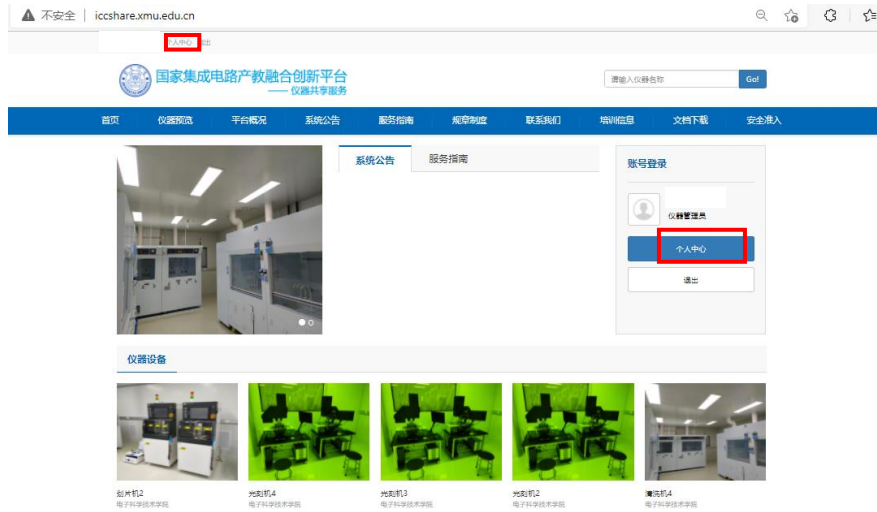 不安全 iccshare.xmu.edu.cn
个人中心 退出
国家集成电路产教融合创新平台
—— 仪器共享服务
请输入仪器名称 Go!
首页 仪器预览 平台概况 系统公告 服务指南 规章制度 联系我们 培训信息 文档下载 安全准入
系统公告 服务指南
账号登录
仪器管理员
个人中心
退出
仪器设备
划片机2 光刻机4 光刻机3 光刻机2 清洗机4
电子科学技术学院 电子科学技术学院 电子科学技术学院 电子科学技术学院 电子科学技术学院